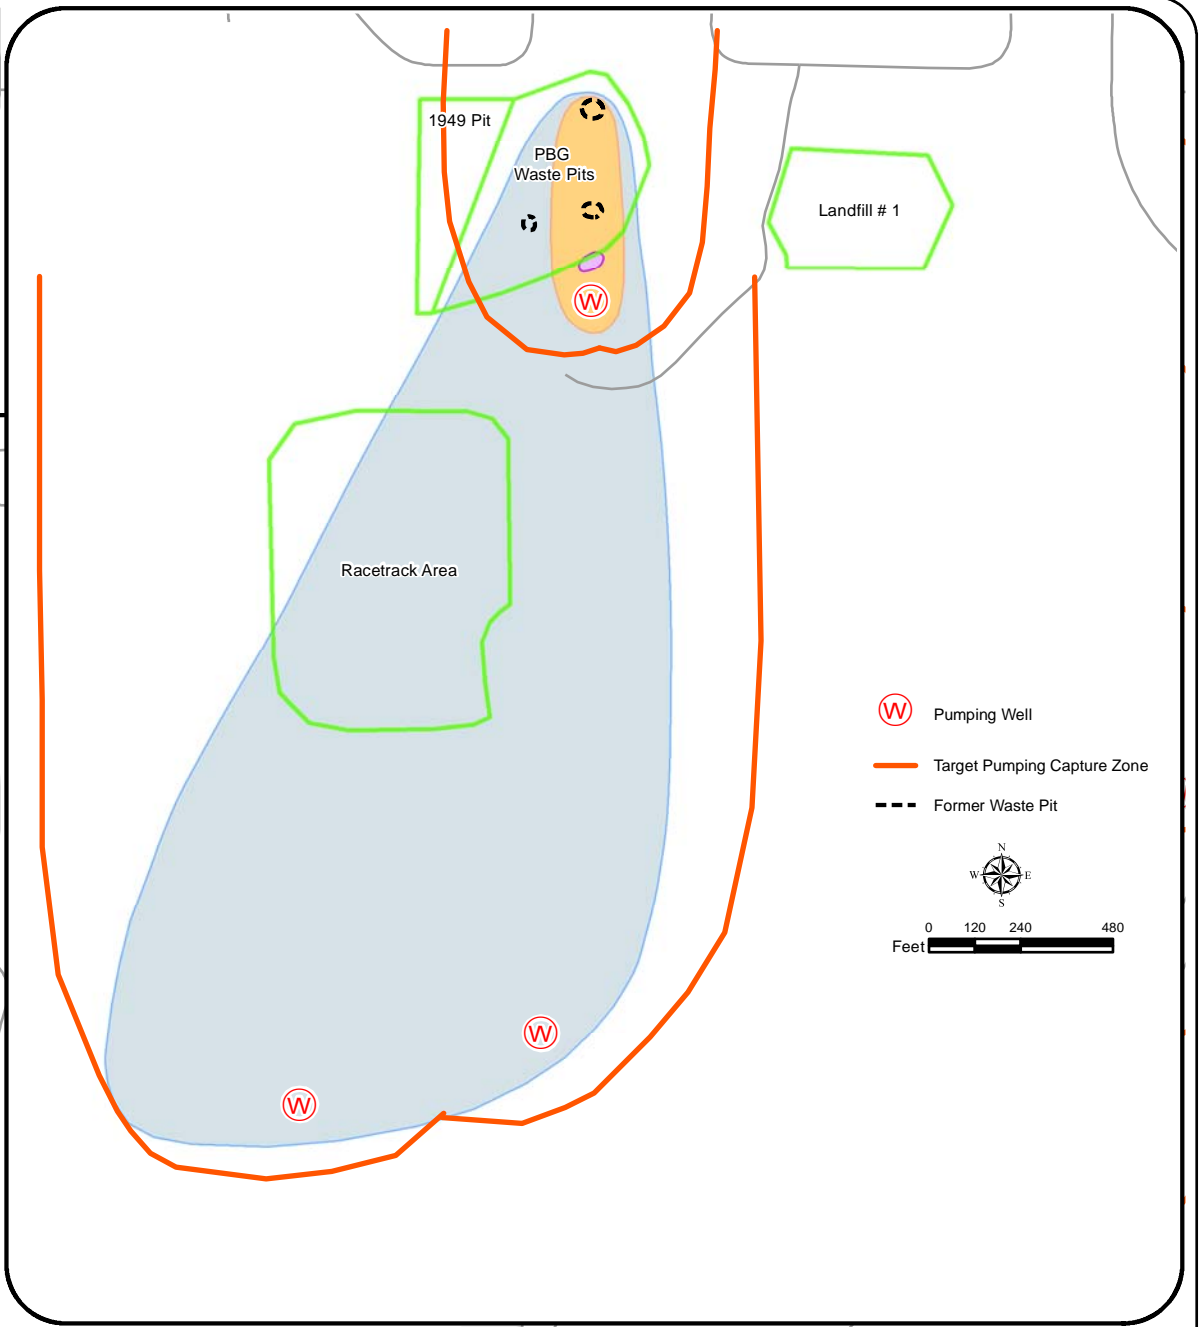 1949 Pit
PBG
Waste Pits
Landfill # 1
W
Racetrack Area
W
Pumping Well
Target Pumping Capture Zone
Former Waste Pit
N
W E
S
0 120 240 480
Feet
W
W